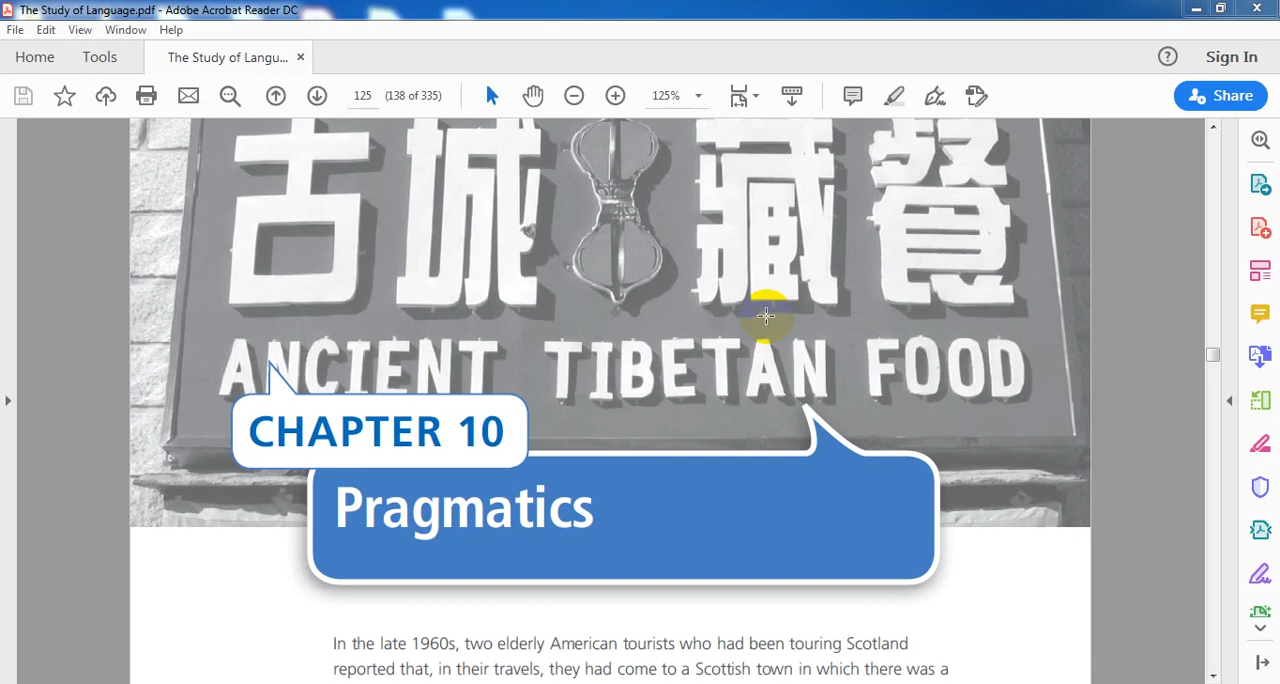 The Study of Language.pdf - Adobe Acrobat Reader DC
File Edit View Window Help
Home Tools The Study of Langu... × ? Sign In
125 (138 of 335) 125% Share
古城 藏餐
ANCIENT TIBETAN FOOD
CHAPTER 10
Pragmatics
In the late 1960s, two elderly American tourists who had been touring Scotland
reported that, in their travels, they had come to a Scottish town in which there was a